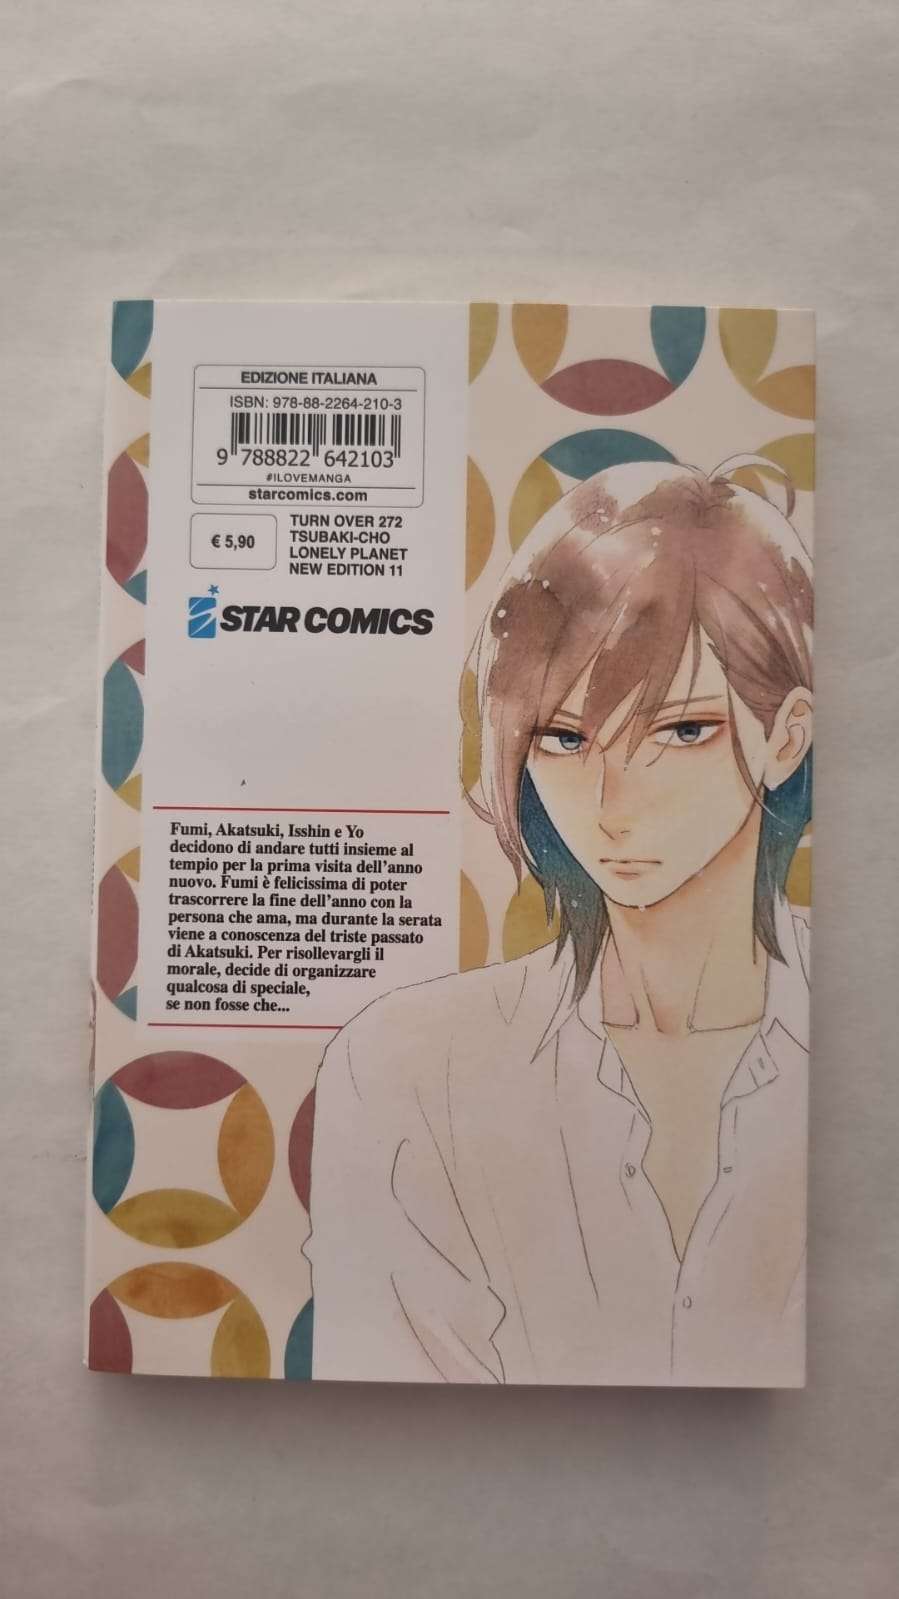 EDIZIONE ITALIANA
ISBN: 978-88-2264-210-3
9 788822 642103
#ILOVEMANGA
starcomics.com
€ 5,90
TURN OVER 272
TSUBAKI-CHO
LONELY PLANET
NEW EDITION 11
STAR COMICS
Fumi, Akatsuki, Isshin e Yo
decidono di andare tutti insieme al
tempio per la prima visita dell'anno
nuovo. Fumi è felicissima di poter
trascorrere la fine dell'anno con la
persona che ama, ma durante la serata
viene a conoscenza del triste passato
di Akatsuki. Per risollevargli il
morale, decide di organizzare
qualcosa di speciale,
se non fosse che...